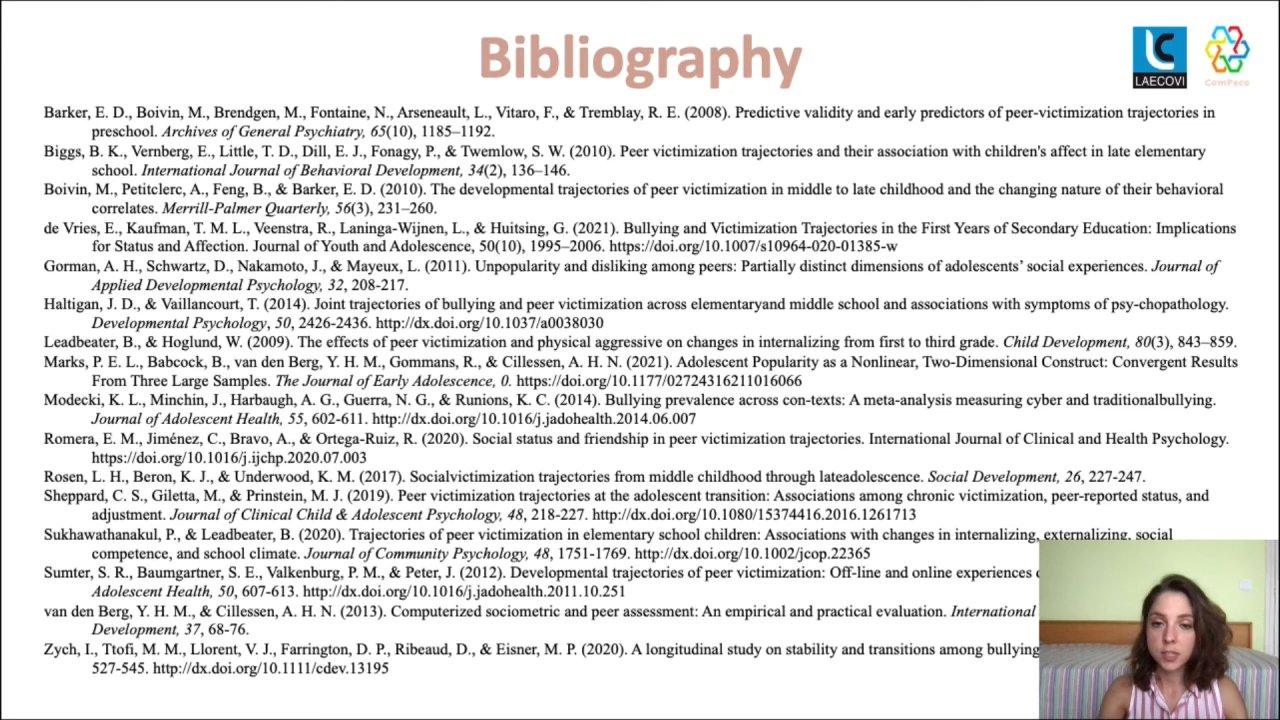 Bibliography
LAECOVI
ComPeco
Barker, E. D., Boivin, M., Brendgen, M., Fontaine, N., Arseneault, L., Vitaro, F., & Tremblay, R. E. (2008). Predictive validity and early predictors of peer-victimization trajectories in
preschool. Archives of General Psychiatry, 65(10), 1185–1192.
Biggs, B. K., Vernberg, E., Little, T. D., Dill, E. J., Fonagy, P., & Twemlow, S. W. (2010). Peer victimization trajectories and their association with children's affect in late elementary
school. International Journal of Behavioral Development, 34(2), 136–146.
Boivin, M., Petitclerc, A., Feng, B., & Barker, E. D. (2010). The developmental trajectories of peer victimization in middle to late childhood and the changing nature of their behavioral
correlates. Merrill-Palmer Quarterly, 56(3), 231–260.
de Vries, E., Kaufman, T. M. L., Veenstra, R., Laninga-Wijnen, L., & Huitsing, G. (2021). Bullying and Victimization Trajectories in the First Years of Secondary Education: Implications
for Status and Affection. Journal of Youth and Adolescence, 50(10), 1995–2006. https://doi.org/10.1007/s10964-020-01385-w
Gorman, A. H., Schwartz, D., Nakamoto, J., & Mayeux, L. (2011). Unpopularity and disliking among peers: Partially distinct dimensions of adolescents’ social experiences. Journal of
Applied Developmental Psychology, 32, 208-217.
Haltigan, J. D., & Vaillancourt, T. (2014). Joint trajectories of bullying and peer victimization across elementaryand middle school and associations with symptoms of psy-chopathology.
Developmental Psychology, 50, 2426-2436. http://dx.doi.org/10.1037/a0038030
Leadbeater, B., & Hoglund, W. (2009). The effects of peer victimization and physical aggressive on changes in internalizing from first to third grade. Child Development, 80(3), 843–859.
Marks, P. E. L., Babcock, B., van den Berg, Y. H. M., Gommans, R., & Cillessen, A. H. N. (2021). Adolescent Popularity as a Nonlinear, Two-Dimensional Construct: Convergent Results
From Three Large Samples. The Journal of Early Adolescence, 0. https://doi.org/10.1177/02724316211016066
Modecki, K. L., Minchin, J., Harbaugh, A. G., Guerra, N. G., & Runions, K. C. (2014). Bullying prevalence across con-texts: A meta-analysis measuring cyber and traditionalbullying.
Journal of Adolescent Health, 55, 602-611. http://dx.doi.org/10.1016/j.jadohealth.2014.06.007
Romera, E. M., Jiménez, C., Bravo, A., & Ortega-Ruiz, R. (2020). Social status and friendship in peer victimization trajectories. International Journal of Clinical and Health Psychology.
https://doi.org/10.1016/j.ijchp.2020.07.003
Rosen, L. H., Beron, K. J., & Underwood, K. M. (2017). Socialvictimization trajectories from middle childhood through lateadolescence. Social Development, 26, 227-247.
Sheppard, C. S., Giletta, M., & Prinstein, M. J. (2019). Peer victimization trajectories at the adolescent transition: Associations among chronic victimization, peer-reported status, and
adjustment. Journal of Clinical Child & Adolescent Psychology, 48, 218-227. http://dx.doi.org/10.1080/15374416.2016.1261713
Sukhawathanakul, P., & Leadbeater, B. (2020). Trajectories of peer victimization in elementary school children: Associations with changes in internalizing, externalizing, social
competence, and school climate. Journal of Community Psychology, 48, 1751-1769. http://dx.doi.org/10.1002/jcop.22365
Sumter, S. R., Baumgartner, S. E., Valkenburg, P. M., & Peter, J. (2012). Developmental trajectories of peer victimization: Off-line and online experiences
Adolescent Health, 50, 607-613. http://dx.doi.org/10.1016/j.jadohealth.2011.10.251
van den Berg, Y. H. M., & Cillessen, A. H. N. (2013). Computerized sociometric and peer assessment: An empirical and practical evaluation. International
Development, 37, 68-76.
Zych, I., Ttofi, M. M., Llorent, V. J., Farrington, D. P., Ribeaud, D., & Eisner, M. P. (2020). A longitudinal study on stability and transitions among bullying
527-545. http://dx.doi.org/10.1111/cdev.13195